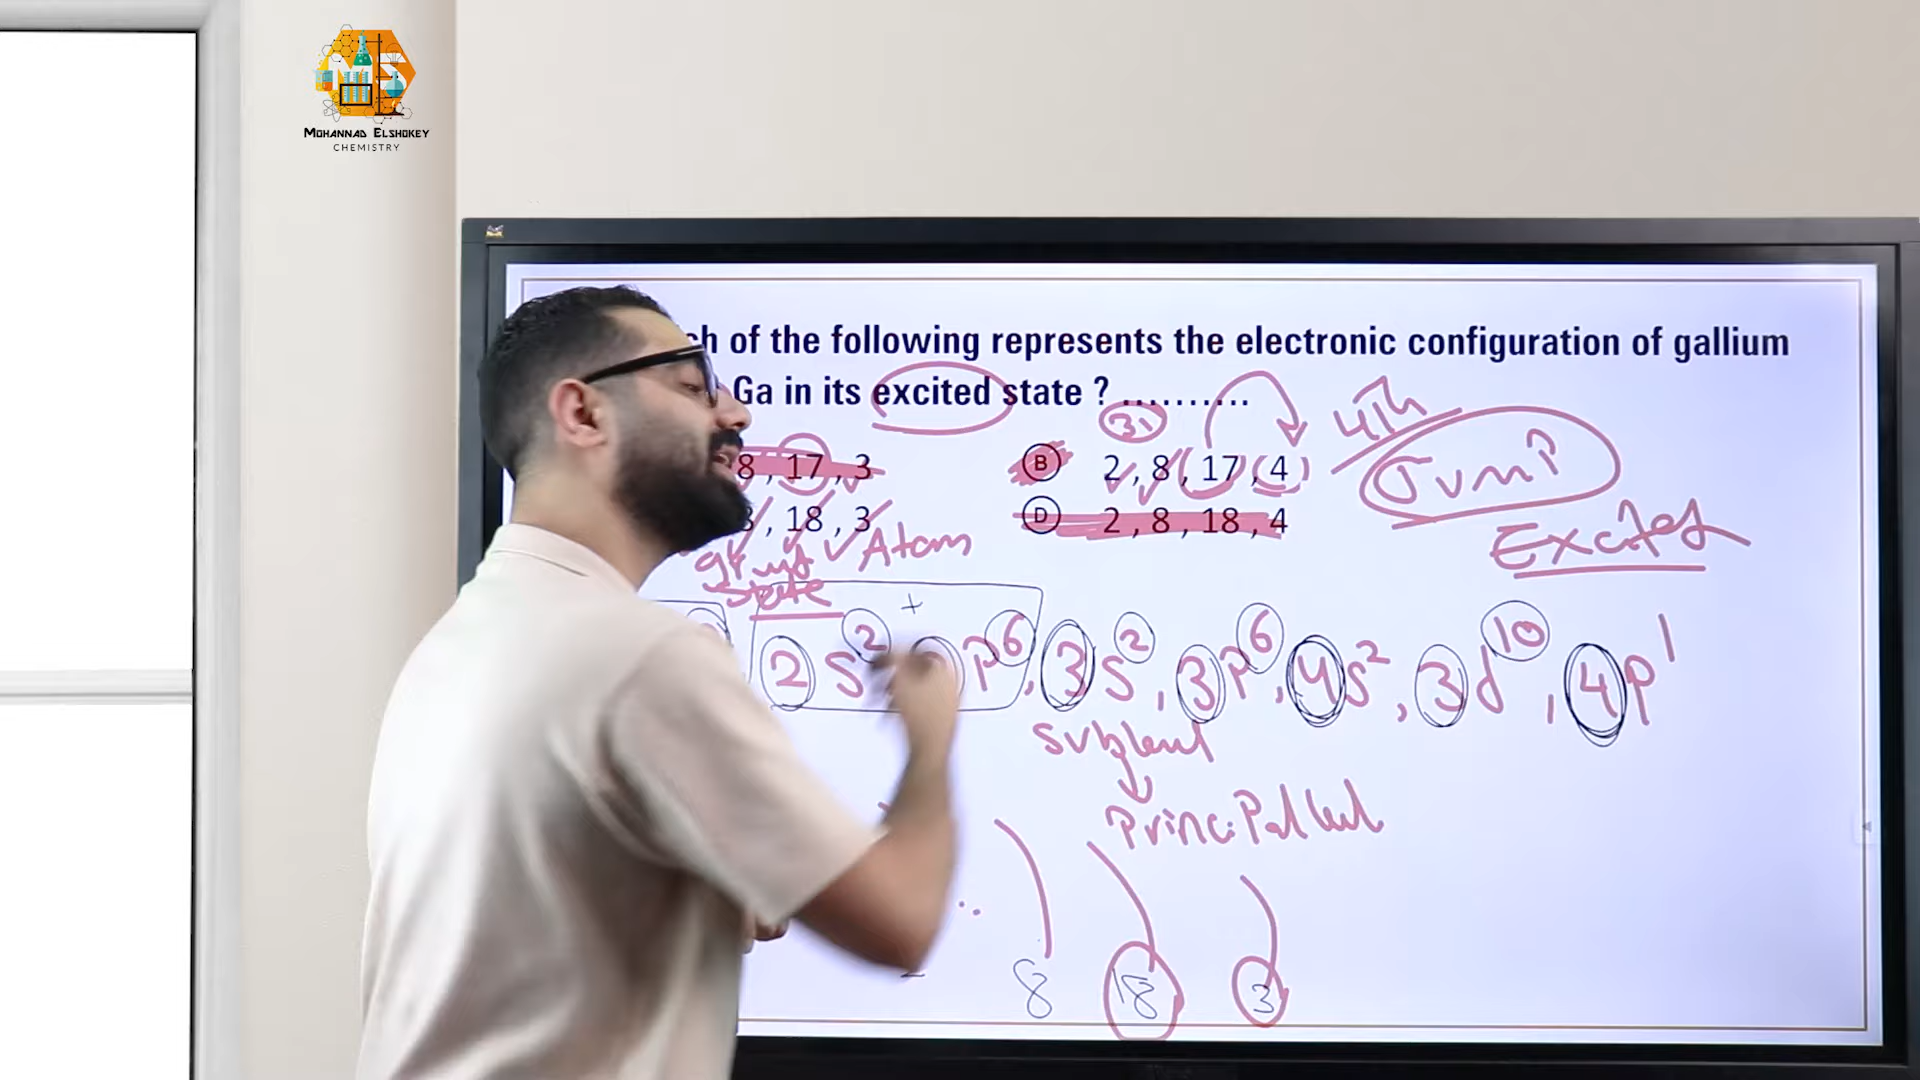 MOHANNAD ELSHOKEY
CHEMISTRY
ch of the following represents the electronic configuration of gallium
Ga in its excited state ? ..........
31
4th
Jump
8 , 17 , 3
B 2 , 8 , 17 , 4
, 18 , 3
D 2 , 8 , 18 , 4
Atom
Excited
state
+
2 S² P⁶ , 3 S² , 3 P⁶ , 4 S² , 3 d¹⁰ , 4 P¹
Sublevel
Principal level
8 18 3